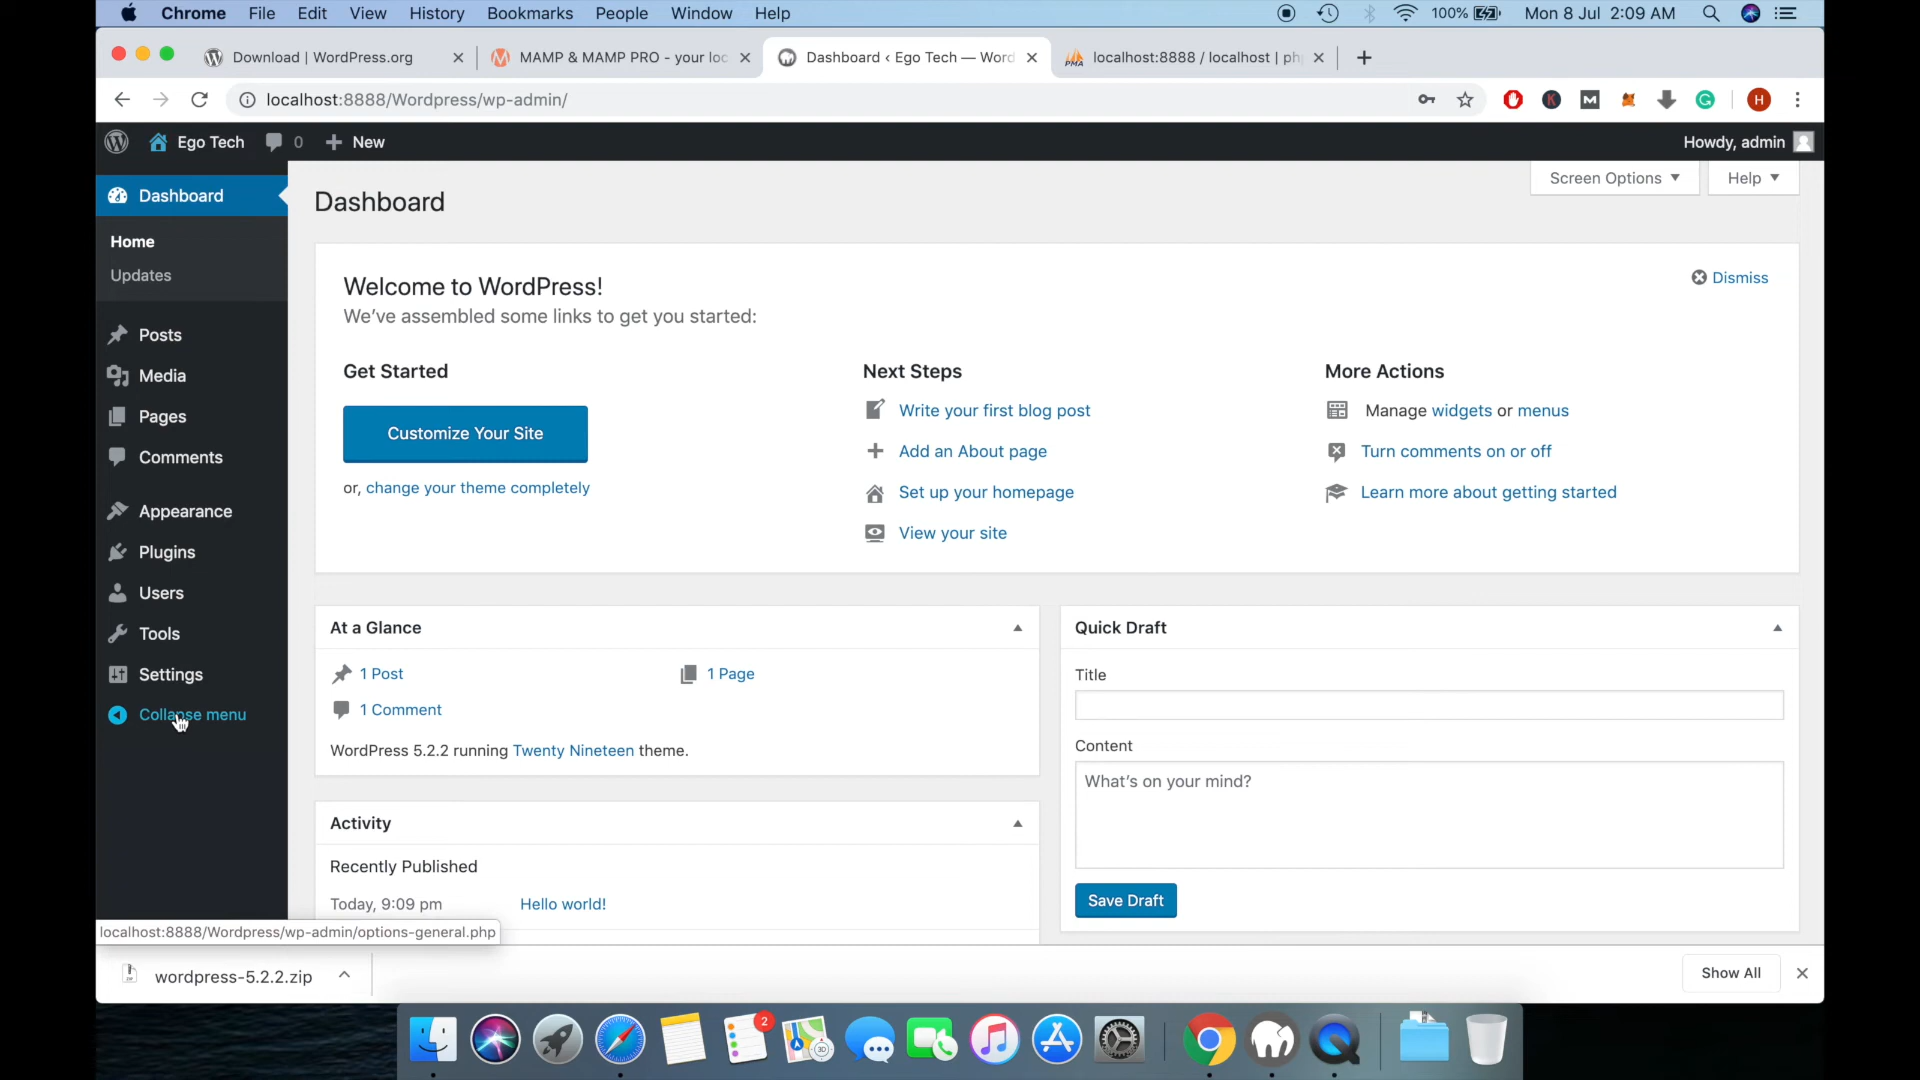 Chrome File Edit View History Bookmarks People Window Help 100% Mon 8 Jul 2:09 AM
Download | WordPress.org MAMP & MAMP PRO - your loc Dashboard ‹ Ego Tech — Word localhost:8888 / localhost | ph
localhost:8888/Wordpress/wp-admin/ H
Ego Tech 0 New Howdy, admin
Dashboard
Home
Updates
Posts
Media
Pages
Comments
Appearance
Plugins
Users
Tools
Settings
Collapse menu
Screen Options Help
Dashboard
Welcome to WordPress!
Dismiss
We've assembled some links to get you started:
Get Started
Customize Your Site
or, change your theme completely
Next Steps
Write your first blog post
Add an About page
Set up your homepage
View your site
More Actions
Manage widgets or menus
Turn comments on or off
Learn more about getting started
At a Glance
1 Post 1 Page
1 Comment
WordPress 5.2.2 running Twenty Nineteen theme.
Activity
Recently Published
Today, 9:09 pm Hello world!
Quick Draft
Title
Content
What's on your mind?
Save Draft
localhost:8888/Wordpress/wp-admin/options-general.php
wordpress-5.2.2.zip Show All
2
3D